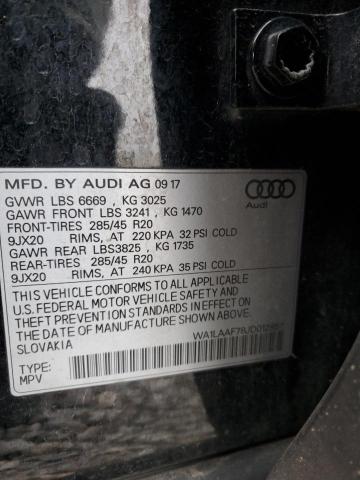 MFD. BY AUDI AG 09 17
GVWR LBS 6669 , KG 3025
GAWR FRONT LBS 3241 , KG 1470
FRONT-TIRES 285/45 R20
9JX20 RIMS, AT 220 KPA 32 PSI COLD
GAWR REAR LBS3825 , KG 1735
REAR-TIRES 285/45 R20
9JX20 RIMS, AT 240 KPA 35 PSI COLD
Audi
THIS VEHICLE CONFORMS TO ALL APPLICABLE
U.S. FEDERAL MOTOR VEHICLE SAFETY, BUMPER AND
THEFT PREVENTION STANDARDS IN EFFECT ON
THE DATE OF MANUFACTURE SHOWN ABOVE.
SLOVAKIA
TYPE:
MPV